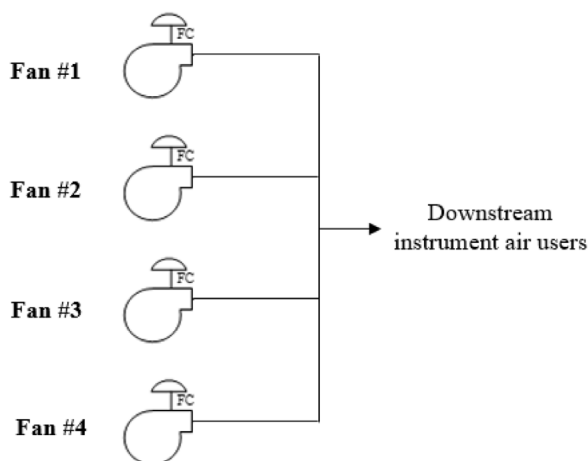 FC
Fan #1
FC
Fan #2
Downstream
instrument air users
FC
Fan #3
FC
Fan #4